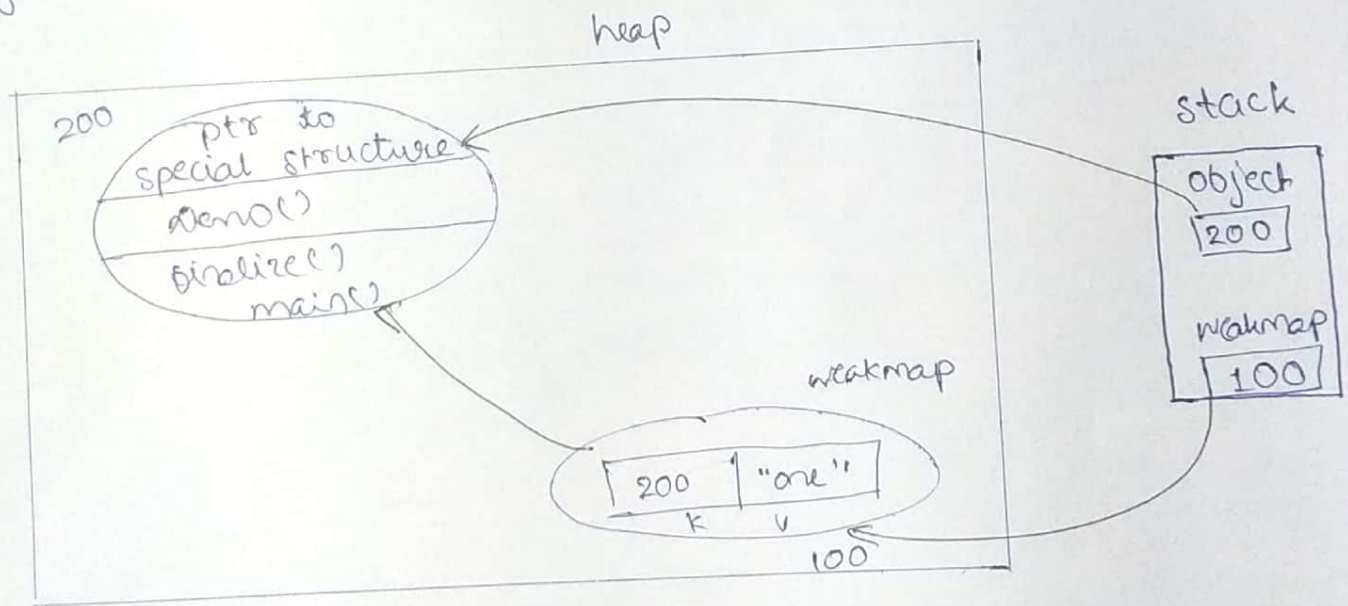 heap
200
ptr to
special structure
Demo()
finalize()
main()
stack
object
200
weakmap
100
weakmap
200 "one"
K V
100